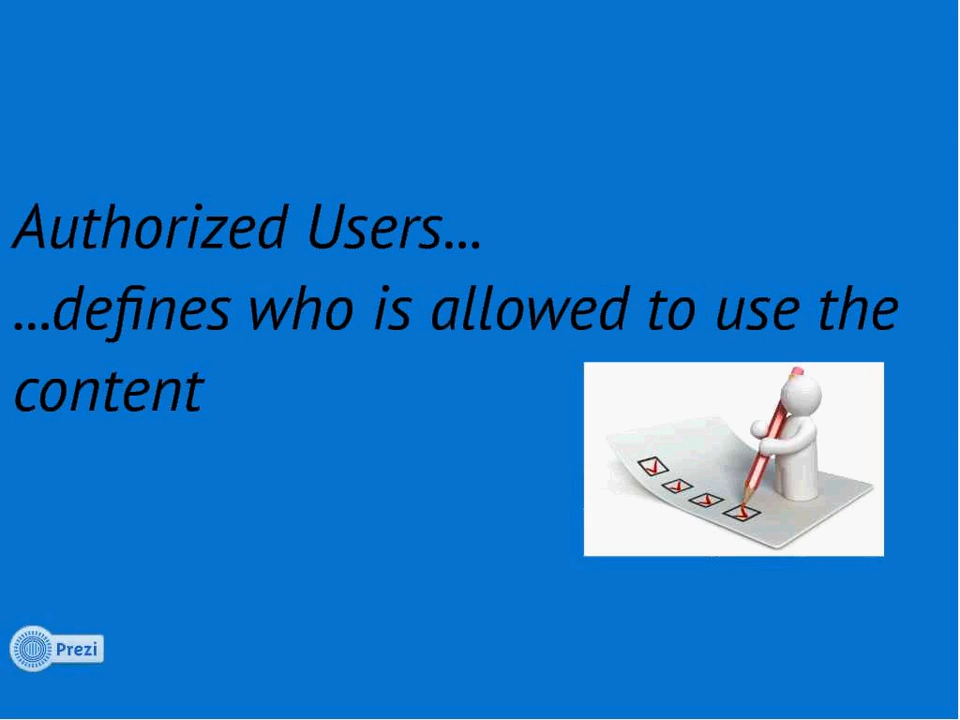 Authorized Users...
...defines who is allowed to use the
content
Prezi